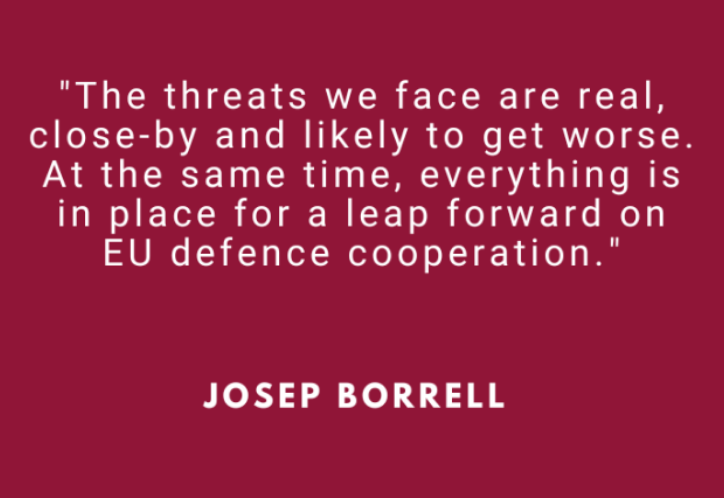 "The threats we face are real,
close-by and likely to get worse.
At the same time, everything is
in place for a leap forward on
EU defence cooperation."
JOSEP BORRELL